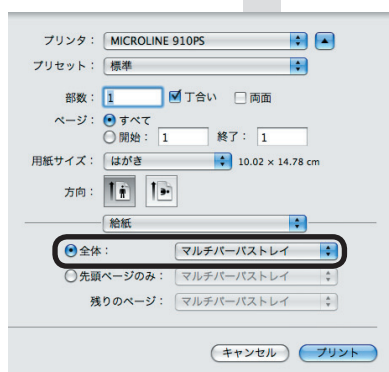 プリンタ： MICROLINE 910PS
プリセット： 標準
部数： 1 丁合い 両面
ページ： すべて
開始： 1 終了： 1
用紙サイズ： はがき 10.02 × 14.78 cm
方向：
給紙
全体： マルチパーパストレイ
先頭ページのみ： マルチパーパストレイ
残りのページ： マルチパーパストレイ
キャンセル プリント